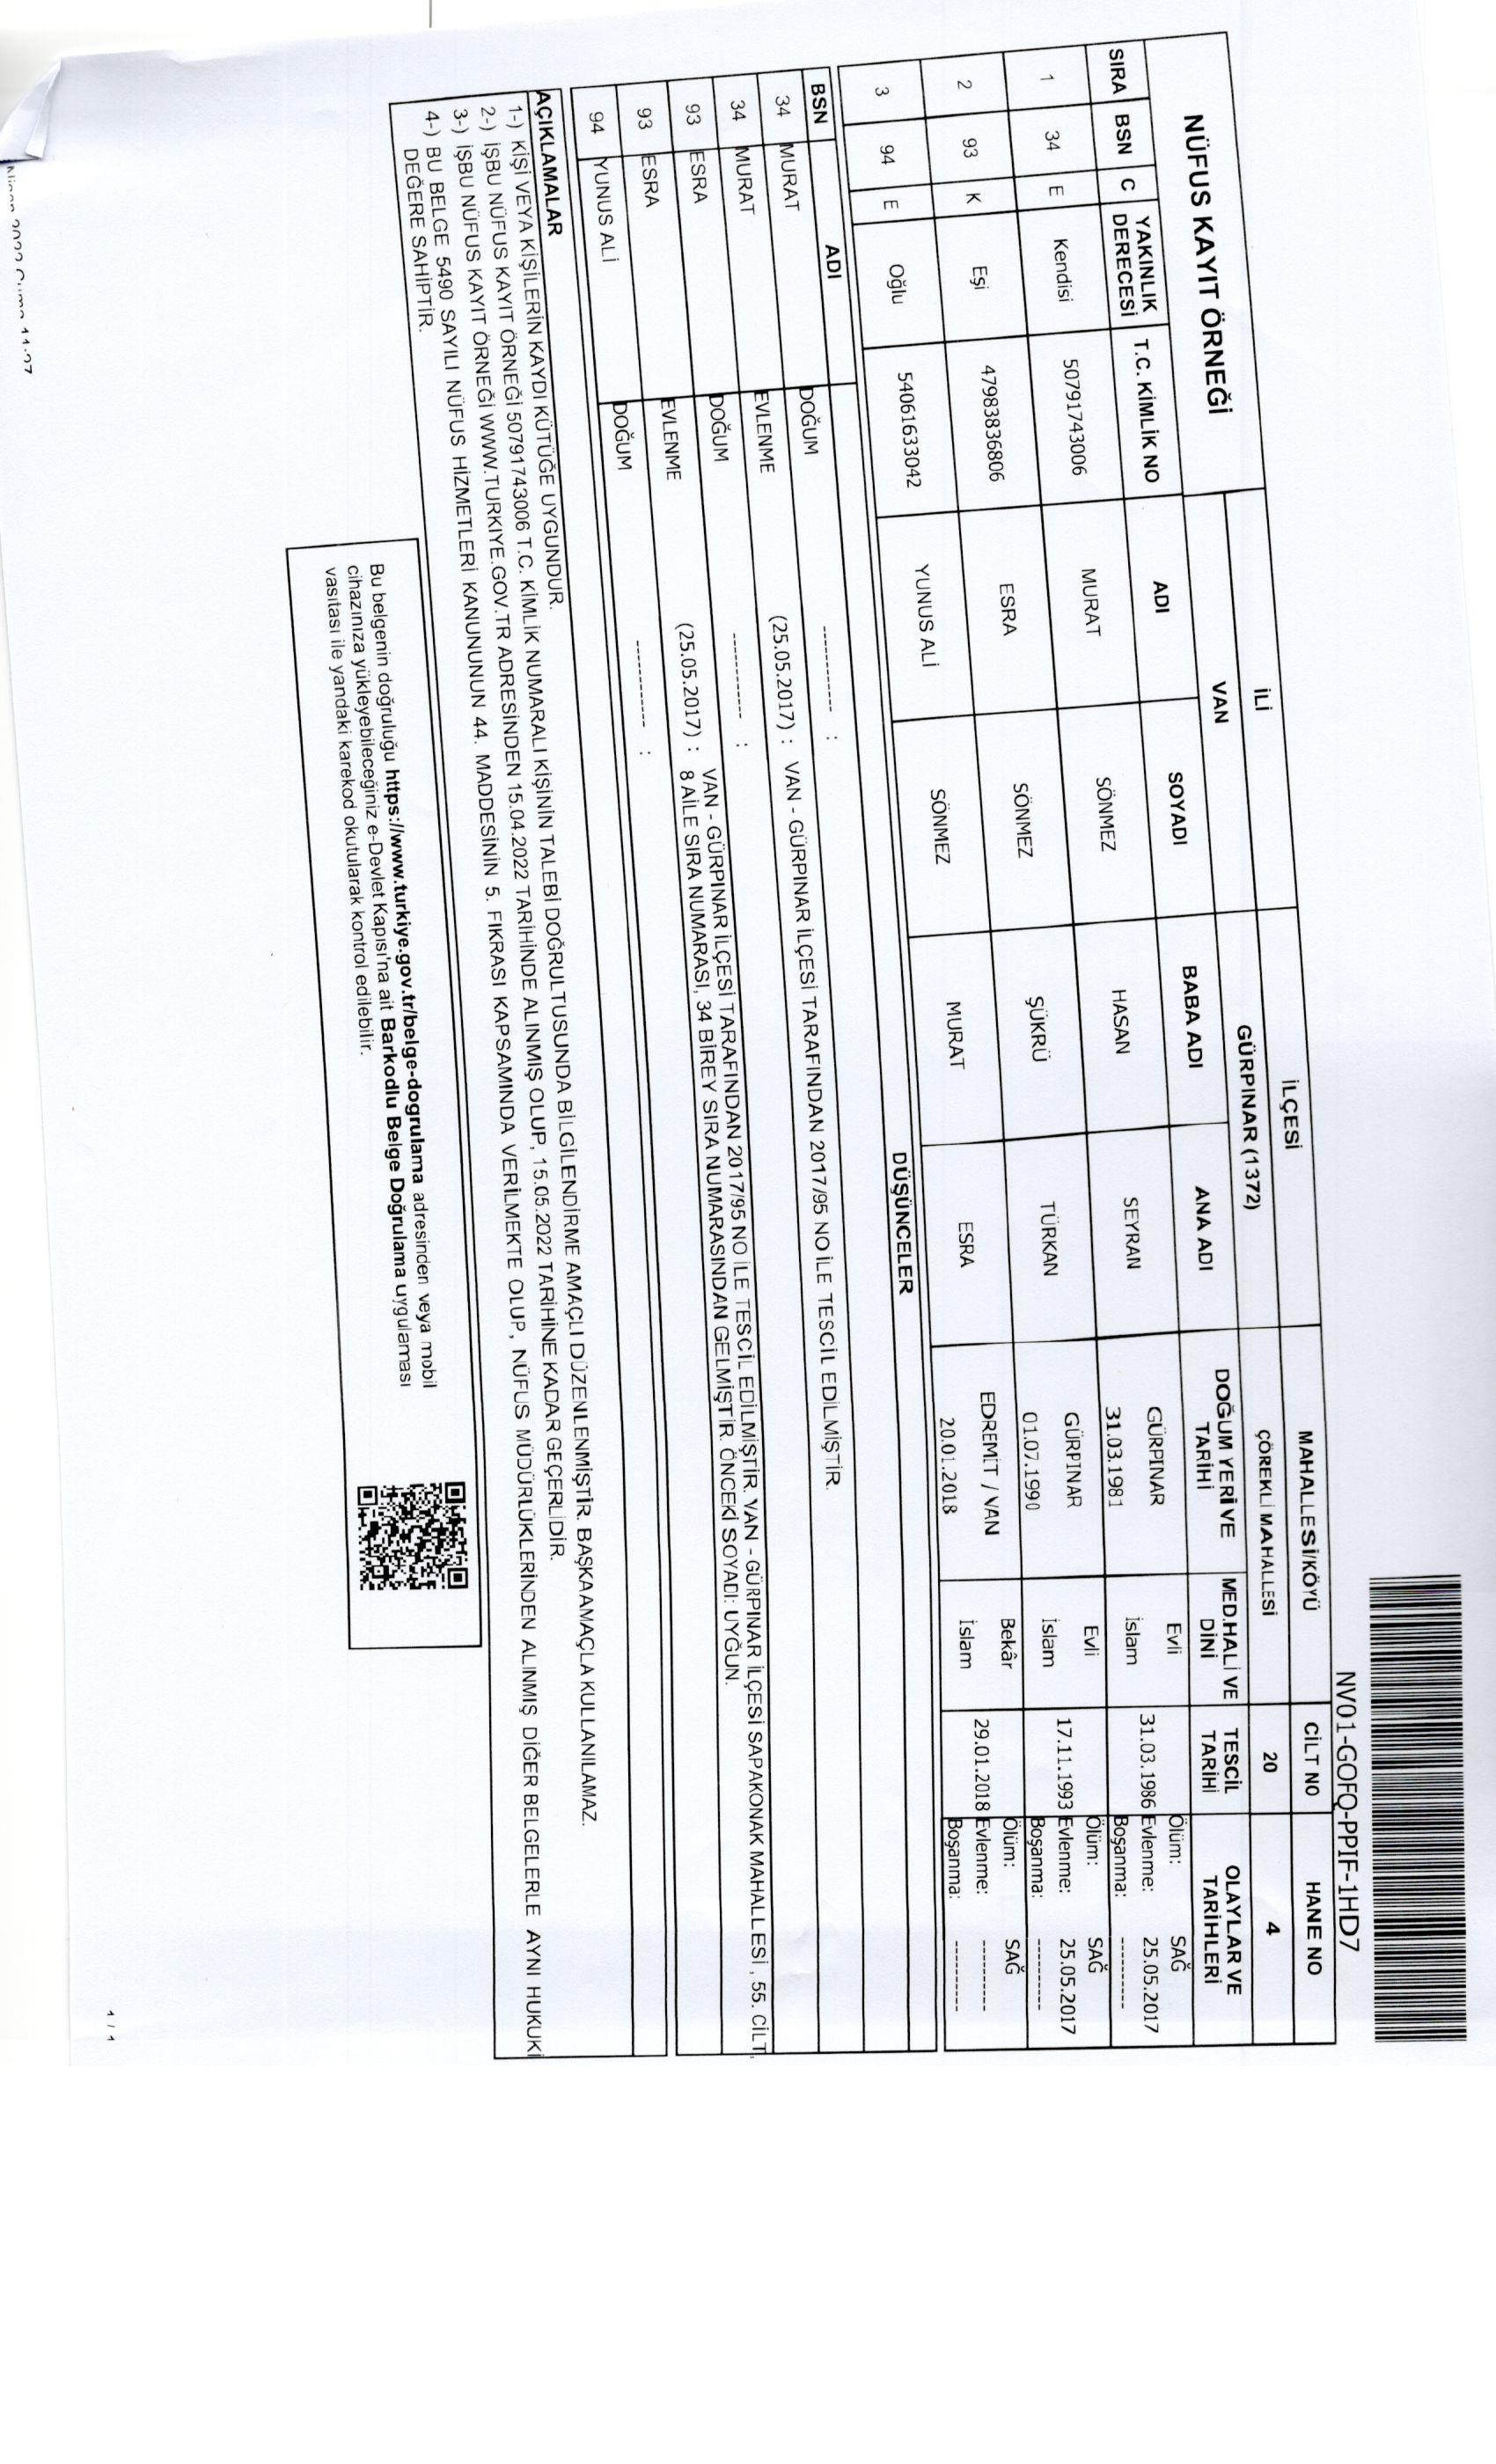 NV01-GOFQ-PPIF-1HD7
NÜFUS KAYIT ÖRNEĞİ
İLİ İLÇESİ MAHALLESİ/KÖYÜ CİLT NO HANE NO
VAN GÜRPINAR (1372) ÇÖREKLİ MAHALLESİ 20 4
SIRA BSN C YAKINLIK DERECESİ T.C. KİMLİK NO ADI SOYADI BABA ADI ANA ADI DOĞUM YERİ VE TARİHİ MED.HALİ VE DİNİ TESCİL TARİHİ OLAYLAR VE TARİHLERİ
1 34 E Kendisi 50791743006 MURAT SÖNMEZ HASAN SEYRAN GÜRPINAR 31.03.1981 Evli İslam 31.03.1986 Ölüm: SAĞ Evlenme: 25.05.2017 Boşanma: ----------
2 93 K Eşi 47983836806 ESRA SÖNMEZ ŞÜKRÜ TÜRKAN GÜRPINAR 01.07.1990 Evli İslam 17.11.1993 Ölüm: SAĞ Evlenme: 25.05.2017 Boşanma: ----------
3 94 E Oğlu 54061633042 YUNUS ALİ SÖNMEZ MURAT ESRA EDREMİT / VAN 20.01.2018 Bekâr İslam 29.01.2018 Ölüm: SAĞ Evlenme: ---------- Boşanma: ----------
BSN ADI DÜŞÜNCELER
34 MURAT DOĞUM ----------- :
34 MURAT EVLENME (25.05.2017) : VAN - GÜRPINAR İLÇESİ TARAFINDAN 2017/95 NO İLE TESCİL EDİLMİŞTİR.
93 ESRA DOĞUM ----------- :
93 ESRA EVLENME (25.05.2017) : VAN - GÜRPINAR İLÇESİ TARAFINDAN 2017/95 NO İLE TESCİL EDİLMİŞTİR. VAN - GÜRPINAR İLÇESİ SAPAKONAK MAHALLESİ , 55. CİLT,
8 AİLE SIRA NUMARASI, 34 BİREY SIRA NUMARASINDAN GELMİŞTİR. ÖNCEKİ SOYADI: UYĞUN.
94 YUNUS ALİ DOĞUM ----------- :
AÇIKLAMALAR
1-) KİŞİ VEYA KİŞİLERİN KAYDI KÜTÜĞE UYGUNDUR.
2-) İŞBU NÜFUS KAYIT ÖRNEĞİ 50791743006 T.C. KİMLİK NUMARALI KİŞİNİN TALEBİ DOĞRULTUSUNDA BİLGİLENDİRME AMAÇLI DÜZENLENMİŞTİR. BAŞKA AMAÇLA KULLANILAMAZ.
3-) İŞBU NÜFUS KAYIT ÖRNEĞİ WWW.TURKIYE.GOV.TR ADRESİNDEN 15.04.2022 TARİHİNDE ALINMIŞ OLUP, 15.05.2022 TARİHİNE KADAR GEÇERLİDİR.
4-) BU BELGE 5490 SAYILI NÜFUS HİZMETLERİ KANUNUNUN 44. MADDESİNİN 5. FIKRASI KAPSAMINDA VERİLMEKTE OLUP, NÜFUS MÜDÜRLÜKLERİNDEN ALINMIŞ DİĞER BELGELERLE AYNI HUKUKİ
DEĞERE SAHİPTİR.
Bu belgenin doğruluğu https://www.turkiye.gov.tr/belge-dogrulama adresinden veya mobil
cihazınıza yükleyebileceğiniz e-Devlet Kapısı'na ait Barkodlu Belge Doğrulama uygulaması
vasıtası ile yandaki karekod okutularak kontrol edilebilir.
Nisan 2022 Cuma 11:27
1 / 1